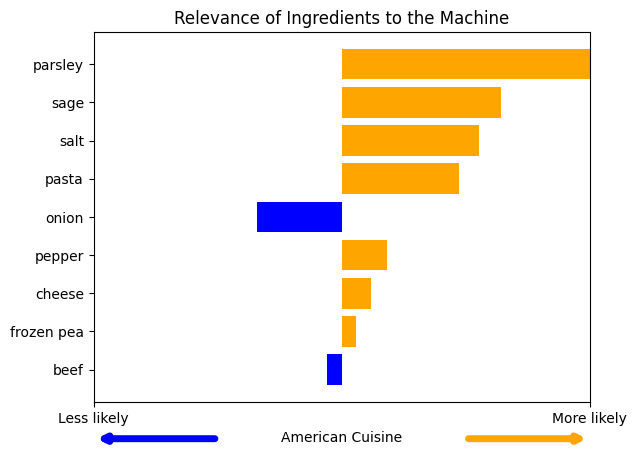 Relevance of Ingredients to the Machine
parsley
sage
salt
pasta
onion
pepper
cheese
frozen pea
beef
Less likely
More likely
American Cuisine